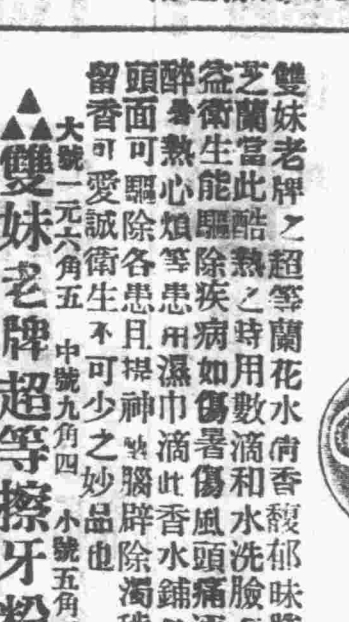 雙妹老牌之超等蘭花水清香馥郁味
芝蘭當此酷熱之時用數滴和水洗臉
益衛生能驅除疾病如傷暑傷風頭痛
醉暑熱心煩等患用濕巾滴此香水鋪
頭面可驅除各患且提神醒腦辟除濁
留香可愛誠衛生不可少之妙品也
大號一元六角五 中號九角四 小號五角
▲▲▲雙妹老牌超等擦牙粉